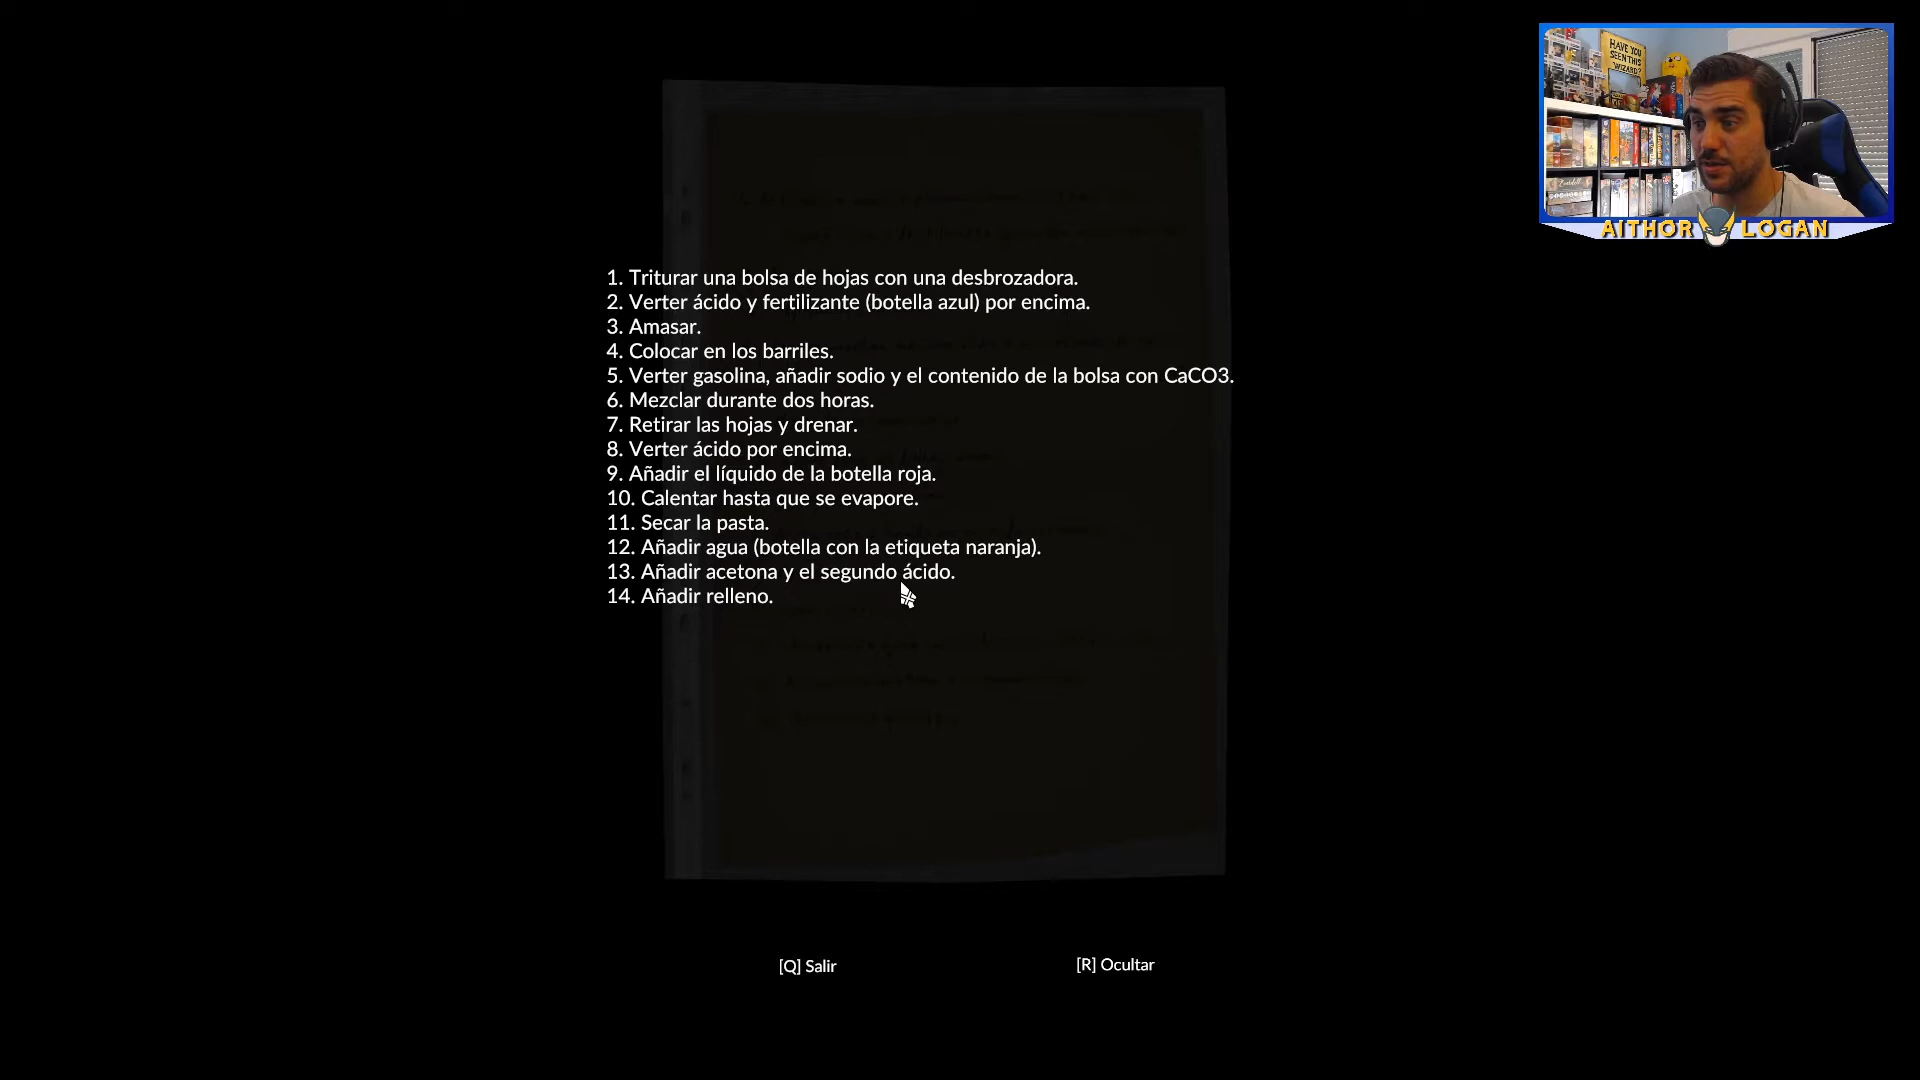 HAVE YOU
SEEN THIS
WIZARD?
AITHOR LOGAN
1. Triturar una bolsa de hojas con una desbrozadora.
2. Verter ácido y fertilizante (botella azul) por encima.
3. Amasar.
4. Colocar en los barriles.
5. Verter gasolina, añadir sodio y el contenido de la bolsa con CaCO3.
6. Mezclar durante dos horas.
7. Retirar las hojas y drenar.
8. Verter ácido por encima.
9. Añadir el líquido de la botella roja.
10. Calentar hasta que se evapore.
11. Secar la pasta.
12. Añadir agua (botella con la etiqueta naranja).
13. Añadir acetona y el segundo ácido.
14. Añadir relleno.
[Q] Salir
[R] Ocultar